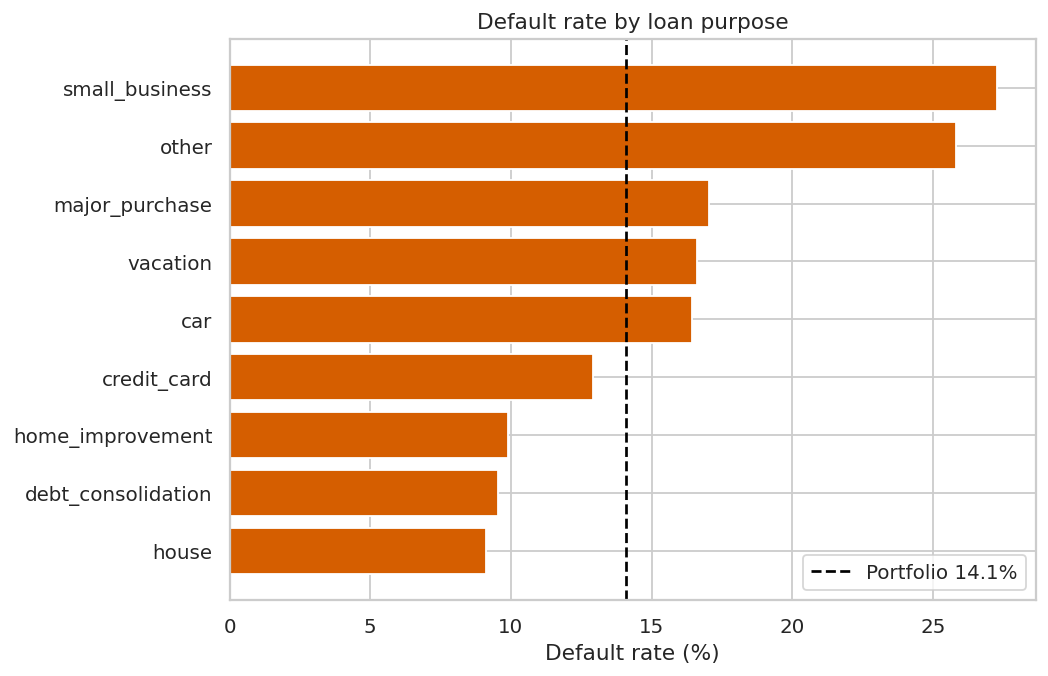 Default rate by loan purpose
small_business
other
major_purchase
vacation
car
credit_card
home_improvement
debt_consolidation
house
Portfolio 14.1%
0 5 10 15 20 25
Default rate (%)